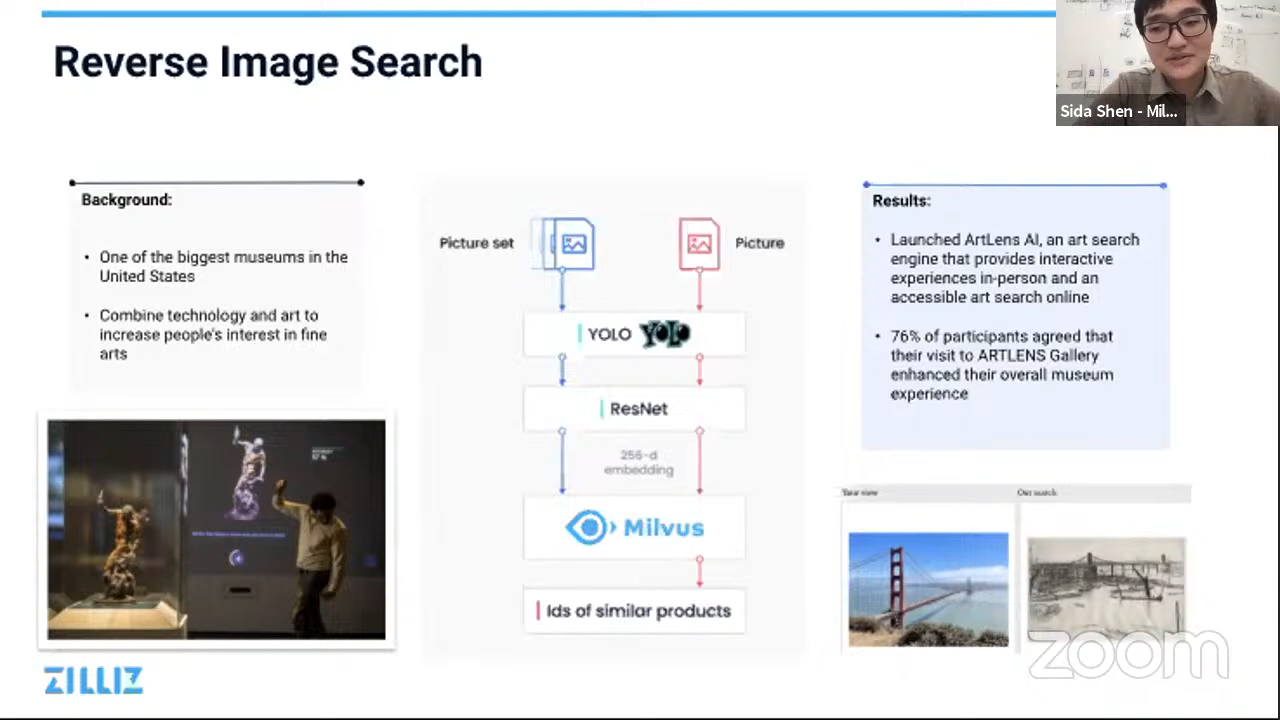 Reverse Image Search
Sida Shen - Mil...
Background:
• One of the biggest museums in the
United States
• Combine technology and art to
increase people's interest in fine
arts
Picture set
Picture
YOLO YOLO
ResNet
256-d
embedding
Milvus
Ids of similar products
Results:
• Launched ArtLens AI, an art search
engine that provides interactive
experiences in-person and an
accessible art search online
• 76% of participants agreed that
their visit to ARTLENS Gallery
enhanced their overall museum
experience
Your view
Our match
ZILLIZ
zoom